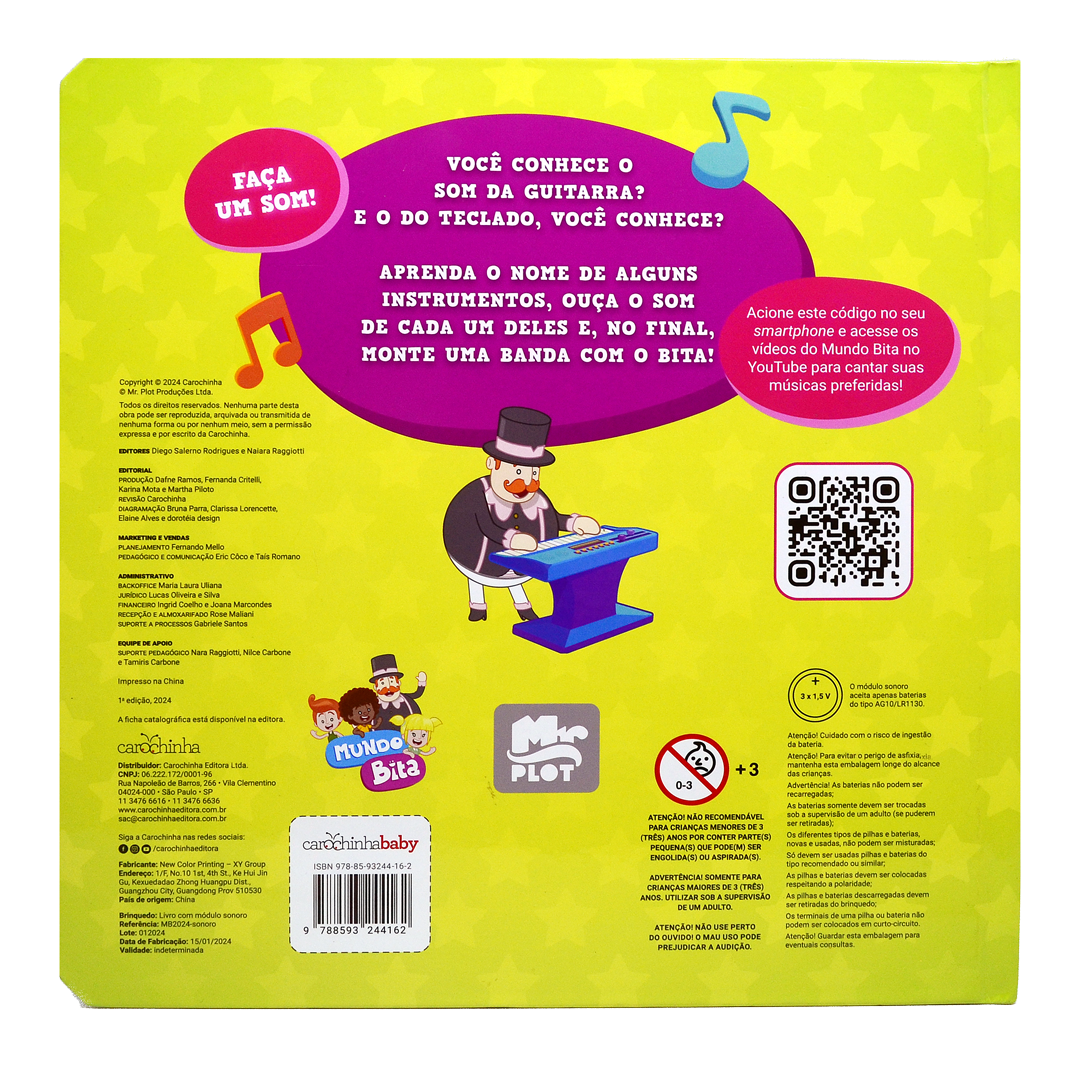 FAÇA
UM SOM!
VOCÊ CONHECE O
SOM DA GUITARRA?
E O DO TECLADO, VOCÊ CONHECE?
APRENDA O NOME DE ALGUNS
INSTRUMENTOS, OUÇA O SOM
DE CADA UM DELES E, NO FINAL,
MONTE UMA BANDA COM O BITA!
Acione este código no seu
smartphone e acesse os
vídeos do Mundo Bita no
YouTube para cantar suas
músicas preferidas!
Copyright © 2024 Carochinha
© Mr. Plot Produções Ltda.
Todos os direitos reservados. Nenhuma parte desta
obra pode ser reproduzida, arquivada ou transmitida de
nenhuma forma ou por nenhum meio, sem a permissão
expressa e por escrito da Carochinha.
EDITORES Diego Salerno Rodrigues e Naiara Raggiotti
EDITORIAL
PRODUÇÃO Dafne Ramos, Fernanda Critelli,
Karina Mota e Martha Piloto
REVISÃO Carochinha
DIAGRAMAÇÃO Bruna Parra, Clarissa Lorencette,
Elaine Alves e dorotéia design
MARKETING E VENDAS
PLANEJAMENTO Fernando Mello
PEDAGÓGICO E COMUNICAÇÃO Eric Côco e Taís Romano
ADMINISTRATIVO
BACKOFFICE Maria Laura Uliana
JURÍDICO Lucas Oliveira e Silva
FINANCEIRO Ingrid Coelho e Joana Marcondes
RECEPÇÃO E ALMOXARIFADO Rose Maliani
SUPORTE A PROCESSOS Gabriele Santos
EQUIPE DE APOIO
SUPORTE PEDAGÓGICO Nara Raggiotti, Nilce Carbone
e Tamiris Carbone
Impresso na China
1ª edição, 2024
A ficha catalográfica está disponível na editora.
carochinha
Distribuidor: Carochinha Editora Ltda.
CNPJ: 06.222.172/0001-96
Rua Napoleão de Barros, 266 • Vila Clementino
04024-000 • São Paulo • SP
11 3476 6616 • 11 3476 6636
www.carochinhaeditora.com.br
sac@carochinhaeditora.com.br
Siga a Carochinha nas redes sociais:
/carochinhaeditora
Fabricante: New Color Printing – XY Group
Endereço: 1/F, No.10 1st, 4th St., Ke Hui Jin
Gu, Kexuedadao Zhong Huangpu Dist.,
Guangzhou City, Guangdong Prov 510530
País de origem: China
Brinquedo: Livro com módulo sonoro
Referência: MB2024-sonoro
Lote: 012024
Data de Fabricação: 15/01/2024
Validade: indeterminada
MUNDO
Bita
carochinhababy
ISBN 978-85-93244-16-2
9 788593 244162
Mr
PLOT
0-3
+3
ATENÇÃO! NÃO RECOMENDÁVEL
PARA CRIANÇAS MENORES DE 3
(TRÊS) ANOS POR CONTER PARTE(S)
PEQUENA(S) QUE PODE(M) SER
ENGOLIDA(S) OU ASPIRADA(S).
ADVERTÊNCIA! SOMENTE PARA
CRIANÇAS MAIORES DE 3 (TRÊS)
ANOS. UTILIZAR SOB A SUPERVISÃO
DE UM ADULTO.
ATENÇÃO! NÃO USE PERTO
DO OUVIDO! O MAU USO PODE
PREJUDICAR A AUDIÇÃO.
+
3 x 1,5 V
O módulo sonoro
aceita apenas baterias
do tipo AG10/LR1130.
Atenção! Cuidado com o risco de ingestão
da bateria.
Atenção! Para evitar o perigo de asfixia,
mantenha esta embalagem longe do alcance
das crianças.
Advertência! As baterias não podem ser
recarregadas;
As baterias somente devem ser trocadas
sob a supervisão de um adulto (se puderem
ser retiradas);
Os diferentes tipos de pilhas e baterias,
novas e usadas, não podem ser misturadas;
Só devem ser usadas pilhas e baterias do
tipo recomendado ou similar;
As pilhas e baterias devem ser colocadas
respeitando a polaridade;
As pilhas e baterias descarregadas devem
ser retiradas do brinquedo;
Os terminais de uma pilha ou bateria não
podem ser colocados em curto-circuito.
Atenção! Guardar esta embalagem para
eventuais consultas.